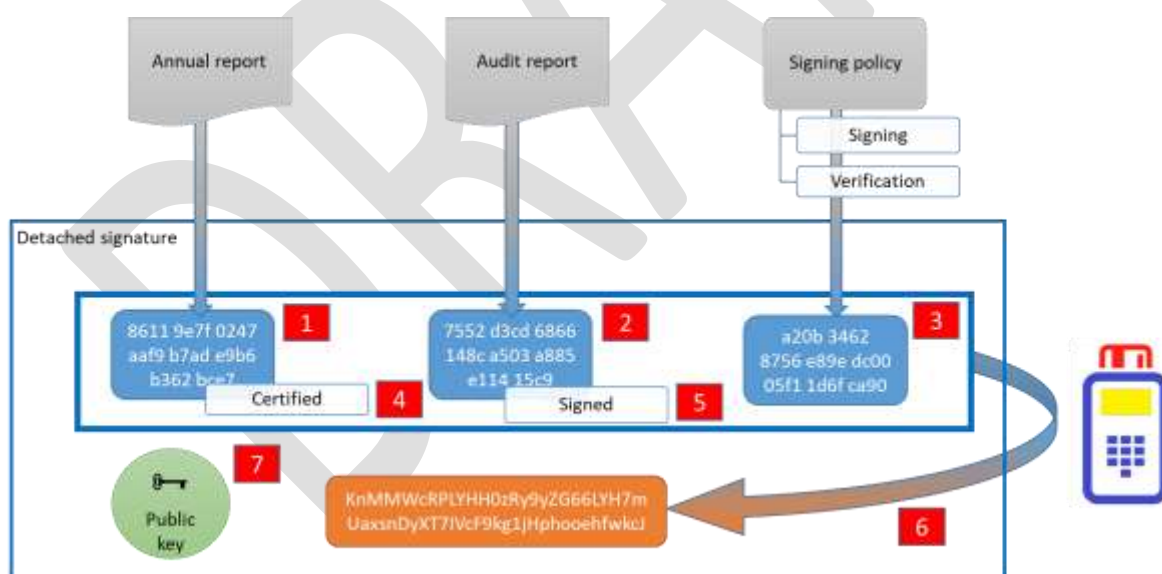 DRA
Annual report
Audit report
Signing policy
Signing
Verification
Detached signature
1
2
3
8611 9e7f 0247
aaf9 b7ad e9b6
b362 bce7
7552 d3cd 6866
148c a503 a885
e114 15c9
a20b 3462
8756 e89e dc00
05f1 1d6f ca90
Certified
4
Signed
5
7
Public
key
KnMMWcRPLYHH0zRy9yZG66LYH7m
UaxsnDyXT7IVcF9kg1jHphooehfwkcJ
6